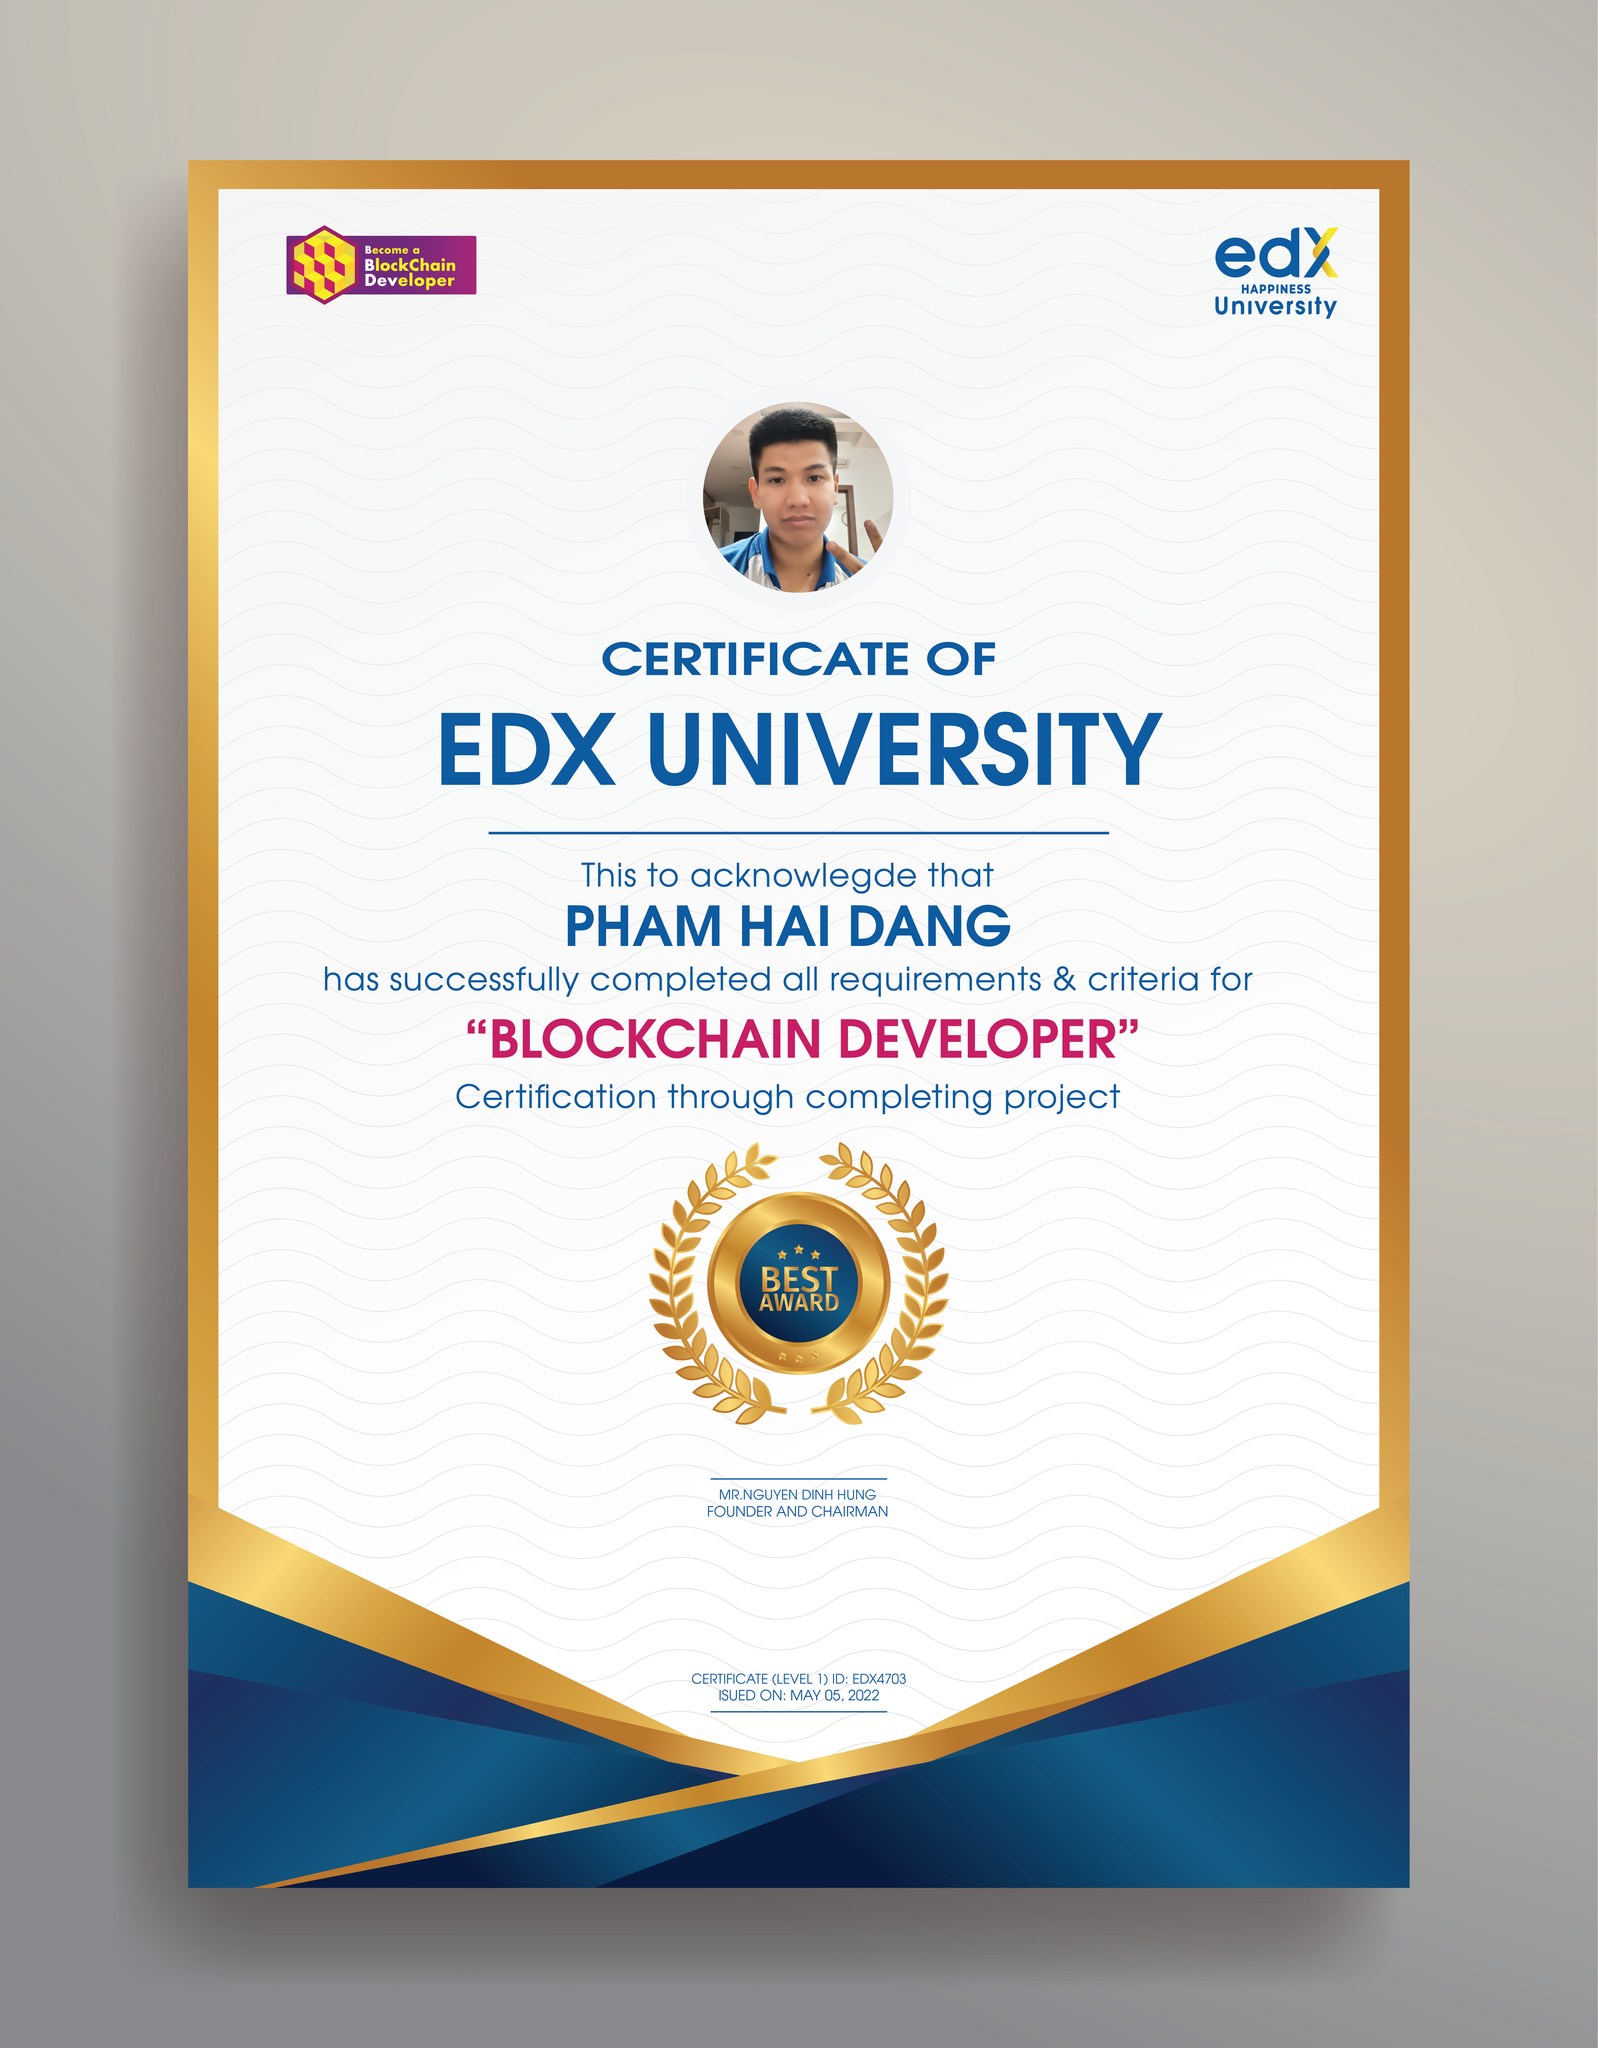 Become a
BlockChain
Developer
edX
HAPPINESS
University
CERTIFICATE OF
EDX UNIVERSITY
This to acknowlegde that
PHAM HAI DANG
has successfully completed all requirements & criteria for
“BLOCKCHAIN DEVELOPER”
Certification through completing project
BEST
AWARD
MR.NGUYEN DINH HUNG
FOUNDER AND CHAIRMAN
CERTIFICATE (LEVEL 1) ID: EDX4703
ISUED ON: MAY 05, 2022